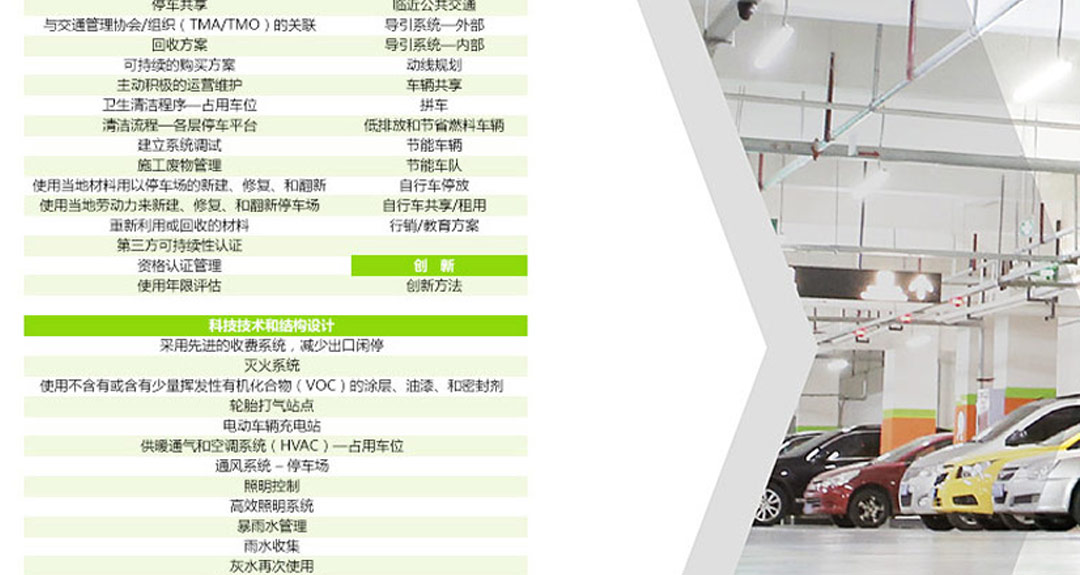 停车共享
临近公共交通
与交通管理协会/组织（TMA/TMO）的关联
导引系统—外部
回收方案
导引系统—内部
可持续的购买方案
动线规划
主动积极的运营维护
车辆共享
卫生清洁程序—占用车位
拼车
清洁流程—各层停车平台
低排放和节省燃料车辆
建立系统调试
节能车辆
施工废物管理
节能车队
使用当地材料用以停车场的新建、修复、和翻新
自行车停放
使用当地劳动力来新建、修复、和翻新停车场
自行车共享/租用
重新利用或回收的材料
行销/教育方案
第三方可持续性认证
资格认证管理
创 新
使用年限评估
创新方法
科技技术和结构设计
采用先进的收费系统，减少出口闲停
灭火系统
使用不含有或含有少量挥发性有机化合物（VOC）的涂层、油漆、和密封剂
轮胎打气站点
电动车辆充电站
供暖通气和空调系统（HVAC）—占用车位
通风系统 – 停车场
照明控制
高效照明系统
暴雨水管理
雨水收集
灰水再次使用